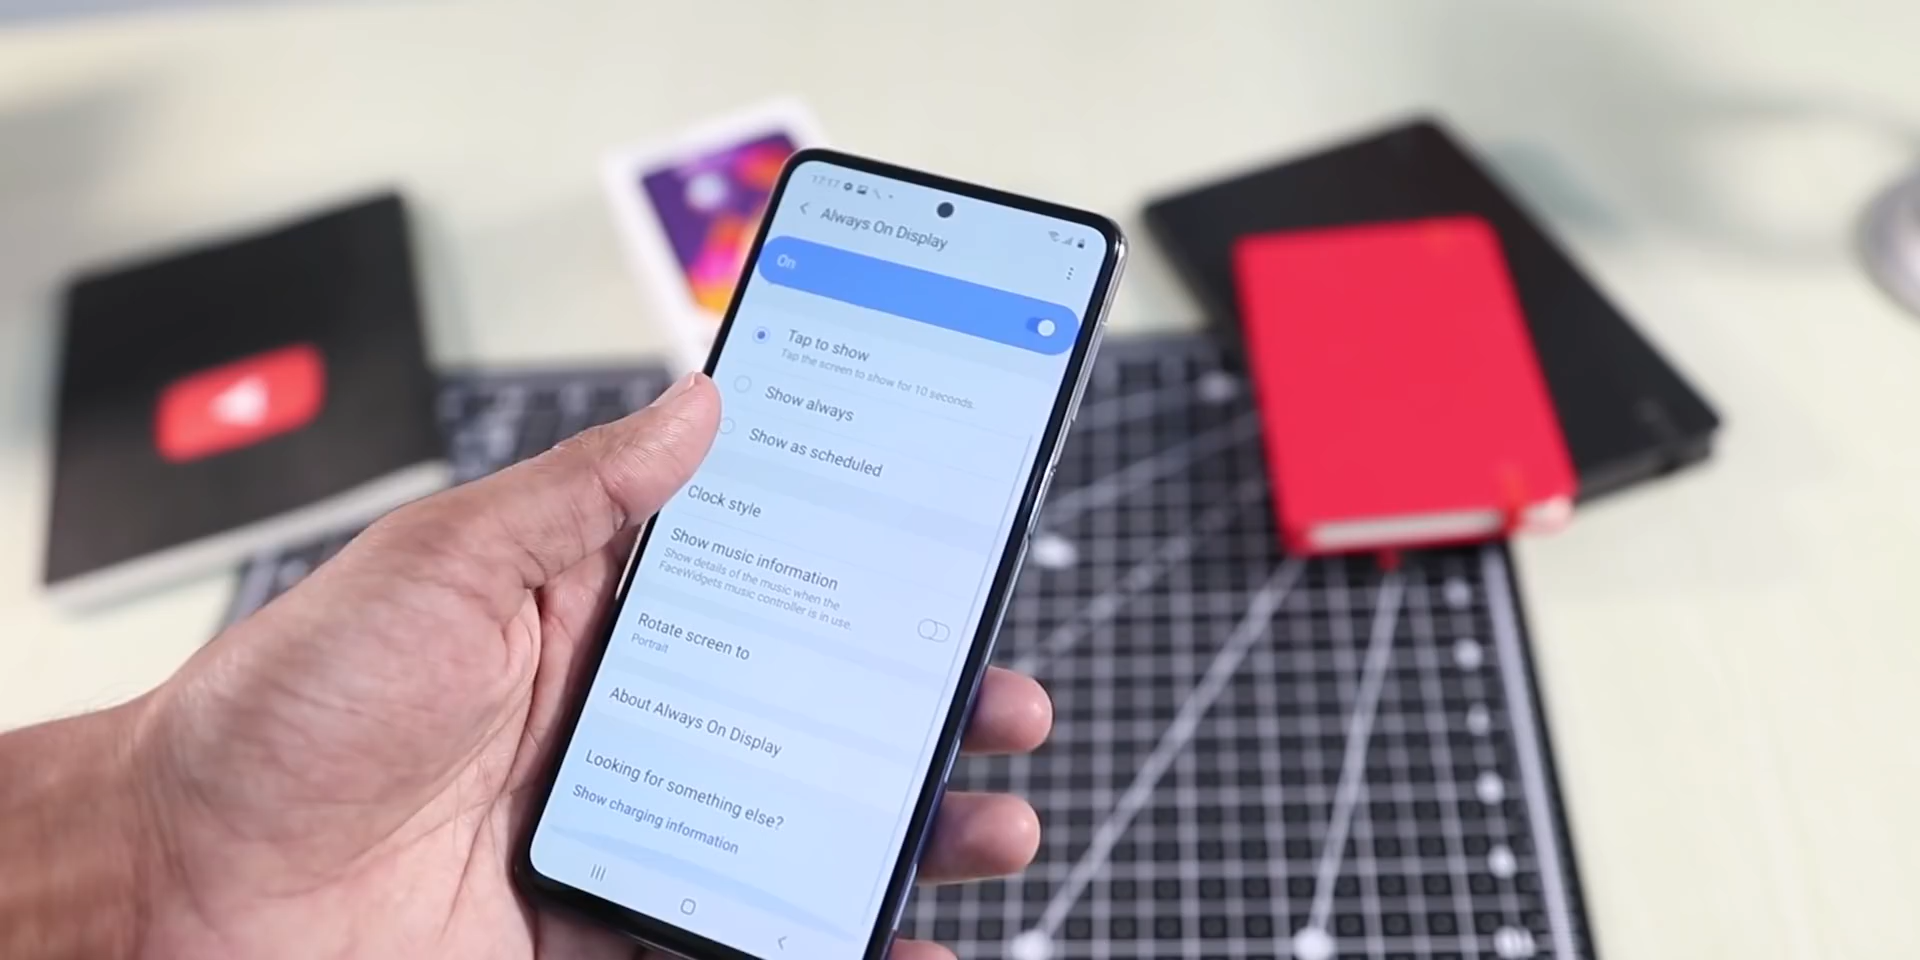 17:17
Always On Display
On
Tap to show
Tap the screen to show for 10 seconds.
Show always
Show as scheduled
Clock style
Show music information
Show details of the music when the
FaceWidgets music controller is in use.
Rotate screen to
Portrait
About Always On Display
Looking for something else?
Show charging information